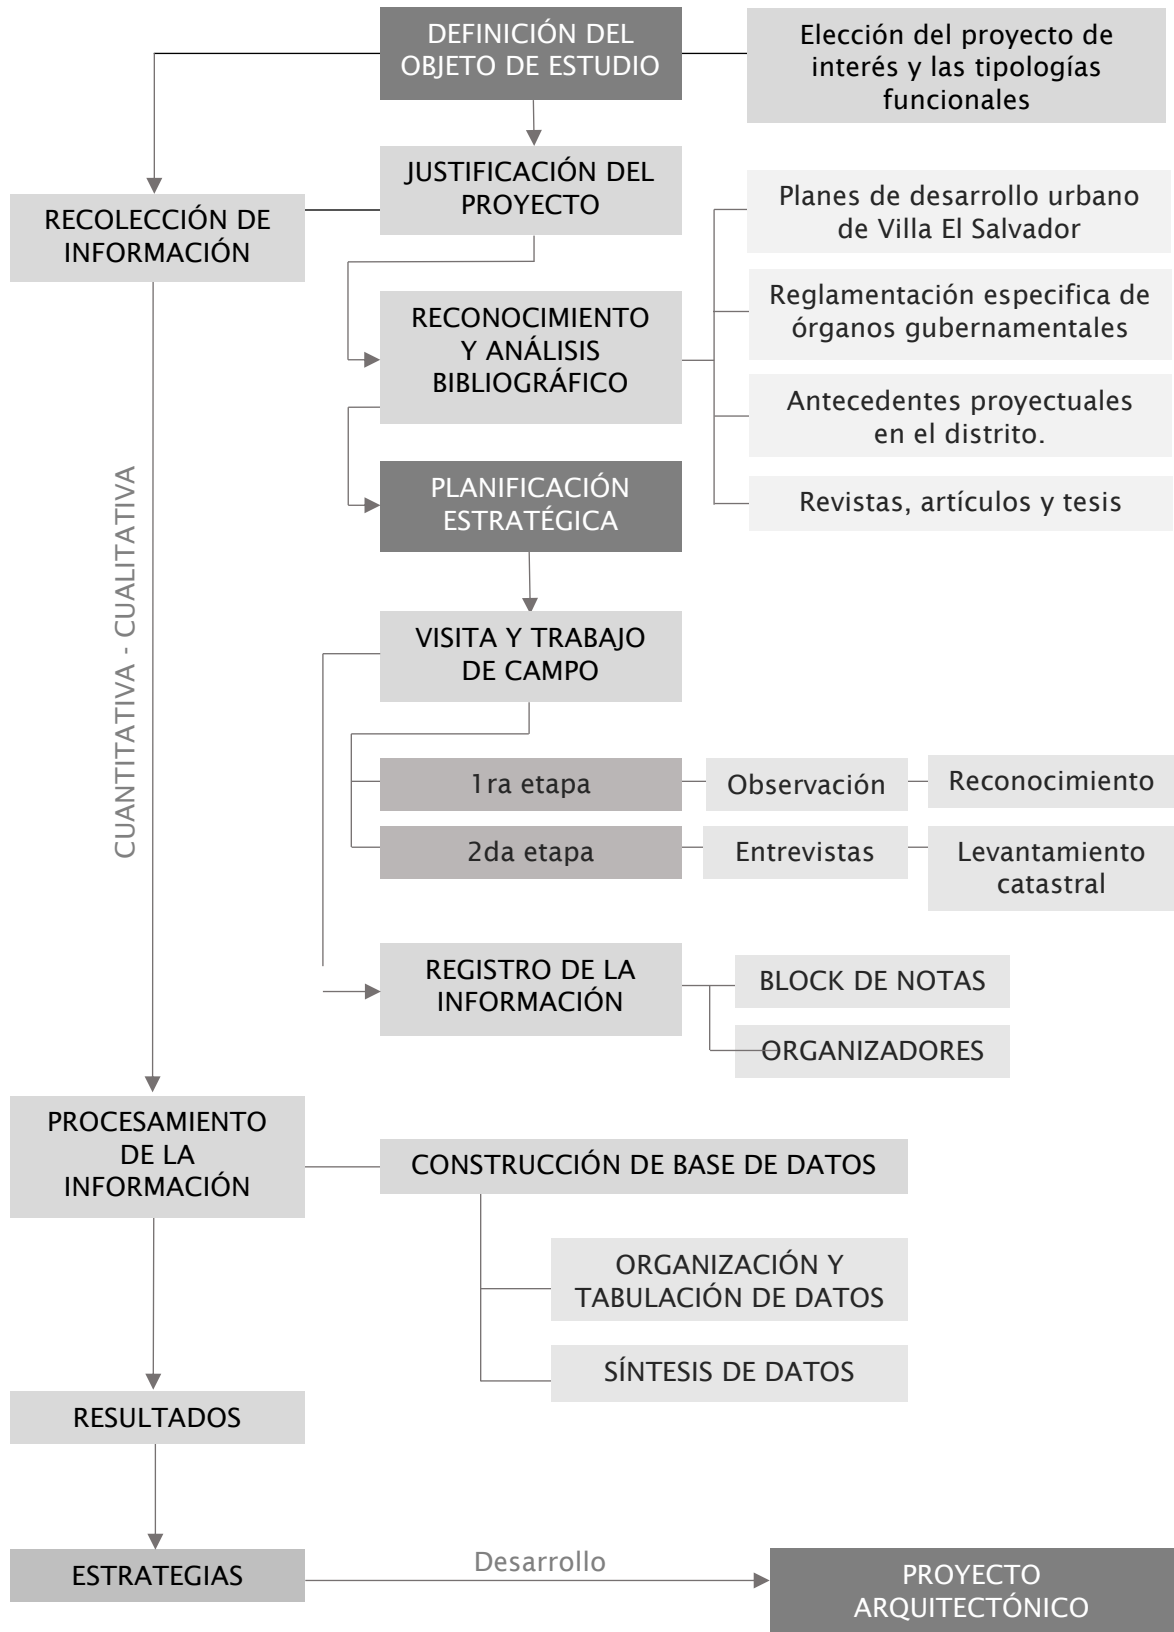 DEFINICIÓN DEL
OBJETO DE ESTUDIO
Elección del proyecto de
interés y las tipologías
funcionales
JUSTIFICACIÓN DEL
PROYECTO
RECOLECCIÓN DE
INFORMACIÓN
Planes de desarrollo urbano
de Villa El Salvador
Reglamentación especifica de
órganos gubernamentales
RECONOCIMIENTO
Y ANÁLISIS
BIBLIOGRÁFICO
Antecedentes proyectuales
en el distrito.
Revistas, artículos y tesis
PLANIFICACIÓN
ESTRATÉGICA
CUANTITATIVA - CUALITATIVA
VISITA Y TRABAJO
DE CAMPO
1ra etapa
Observación
Reconocimiento
2da etapa
Entrevistas
Levantamiento
catastral
REGISTRO DE LA
INFORMACIÓN
BLOCK DE NOTAS
ORGANIZADORES
PROCESAMIENTO
DE LA
INFORMACIÓN
CONSTRUCCIÓN DE BASE DE DATOS
ORGANIZACIÓN Y
TABULACIÓN DE DATOS
SÍNTESIS DE DATOS
RESULTADOS
ESTRATEGIAS
Desarrollo
PROYECTO
ARQUITECTÓNICO